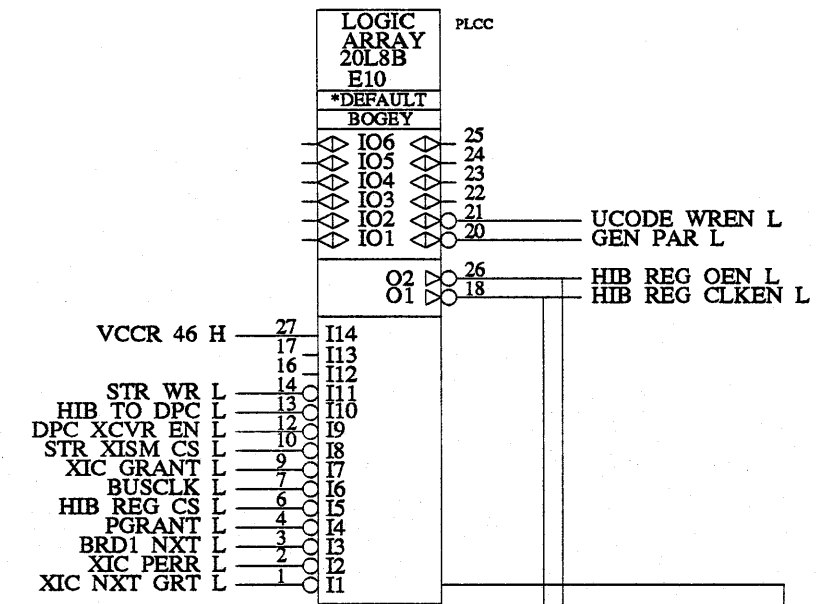 LOGIC PLCC
ARRAY
20L8B
E10
*DEFAULT
BOGEY
IO6 25
IO5 24
IO4 23
IO3 22
IO2 21 UCODE WREN L
IO1 20 GEN PAR L
O2 26 HIB REG OEN L
O1 18 HIB REG CLKEN L
VCCR 46 H 27 I14
17 I13
16 I12
STR WR L 14 I11
HIB TO DPC L 13 I10
DPC XCVR EN L 12 I9
STR XISM CS L 10 I8
XIC GRANT L 9 I7
BUSCLK L 7 I6
HIB REG CS L 6 I5
PGRANT L 4 I4
BRD1 NXT L 3 I3
XIC PERR L 2 I2
XIC NXT GRT L 1 I1